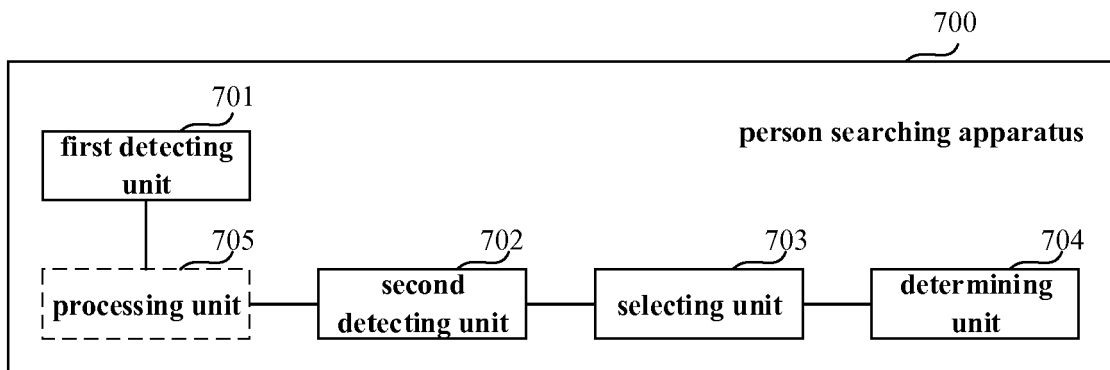 700
701
first detecting
unit
person searching apparatus
705
processing unit
702
second
detecting unit
703
selecting unit
704
determining
unit